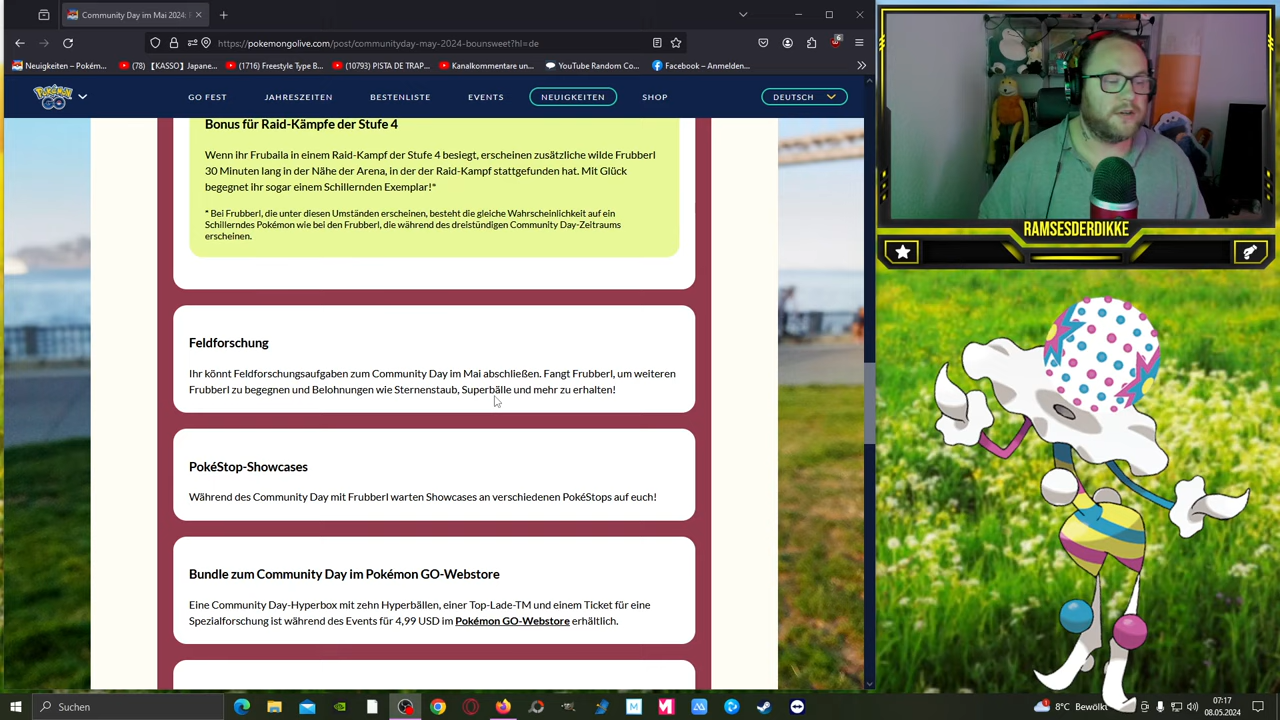 Community Day im Mai 2024:
https://pokemongolive.com/post/communityday-may-2024-bounsweet?hl=de
6
Neuigkeiten – Pokém...
(78) 【KASSO】 Japane...
(1716) Freestyle Type B...
(10793) PISTA DE TRAP...
Kanalkommentare un...
YouTube Random Co...
Facebook – Anmelden...
POKÉMON GO
GO FEST
JAHRESZEITEN
BESTENLISTE
EVENTS
NEUIGKEITEN
SHOP
DEUTSCH
Bonus für Raid-Kämpfe der Stufe 4
Wenn ihr Frubaila in einem Raid-Kampf der Stufe 4 besiegt, erscheinen zusätzliche wilde Frubberl
30 Minuten lang in der Nähe der Arena, in der der Raid-Kampf stattgefunden hat. Mit Glück
begegnet ihr sogar einem Schillernden Exemplar!*
* Bei Frubberl, die unter diesen Umständen erscheinen, besteht die gleiche Wahrscheinlichkeit auf ein
Schillerndes Pokémon wie bei den Frubberl, die während des dreistündigen Community Day-Zeitraums
erscheinen.
Feldforschung
Ihr könnt Feldforschungsaufgaben zum Community Day im Mai abschließen. Fangt Frubberl, um weiteren
Frubberl zu begegnen und Belohnungen wie Sternenstaub, Superbälle und mehr zu erhalten!
PokéStop-Showcases
Während des Community Day mit Frubberl warten Showcases an verschiedenen PokéStops auf euch!
Bundle zum Community Day im Pokémon GO-Webstore
Eine Community Day-Hyperbox mit zehn Hyperbällen, einer Top-Lade-TM und einem Ticket für eine
Spezialforschung ist während des Events für 4,99 USD im Pokémon GO-Webstore erhältlich.
RAMSESDERDIKKE
Suchen
8°C Bewölkt
07:17
08.05.2024